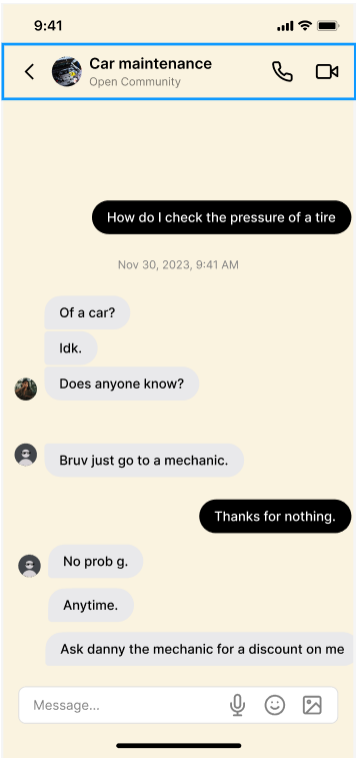 9:41
Car maintenance
Open Community
How do I check the pressure of a tire
Nov 30, 2023, 9:41 AM
Of a car?
Idk.
Does anyone know?
Bruv just go to a mechanic.
Thanks for nothing.
No prob g.
Anytime.
Ask danny the mechanic for a discount on me
Message...